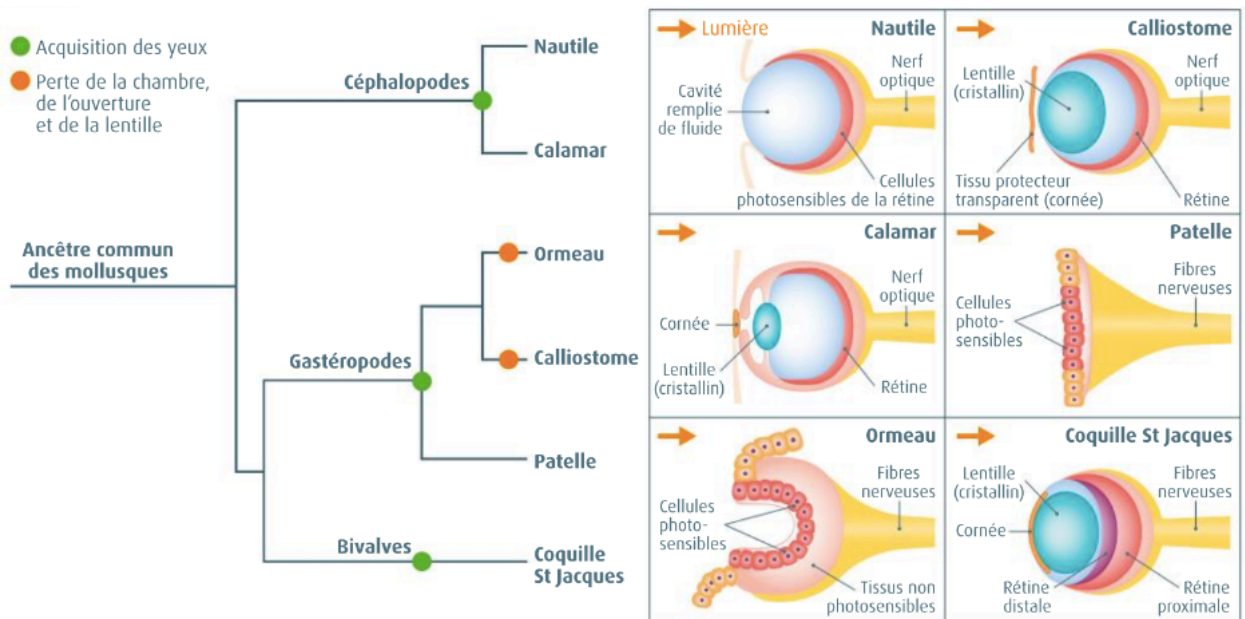 Acquisition des yeux
Perte de la chambre,
de l'ouverture
et de la lentille
Ancêtre commun
des mollusques
Céphalopodes
Nautile
Calamar
Gastéropodes
Ormeau
Calliostome
Patelle
Bivalves
Coquille
St Jacques
Lumière
Nautile
Cavité
remplie
de fluide
Nerf
optique
Cellules
photosensibles de la rétine
Calliostome
Lentille
(cristallin)
Nerf
optique
Tissu protecteur
transparent (cornée)
Rétine
Calamar
Cornée
Lentille
(cristallin)
Nerf
optique
Rétine
Patelle
Cellules
photo-
sensibles
Fibres
nerveuses
Ormeau
Cellules
photo-
sensibles
Fibres
nerveuses
Tissus non
photosensibles
Coquille St Jacques
Lentille
(cristallin)
Cornée
Fibres
nerveuses
Rétine
distale
Rétine
proximale